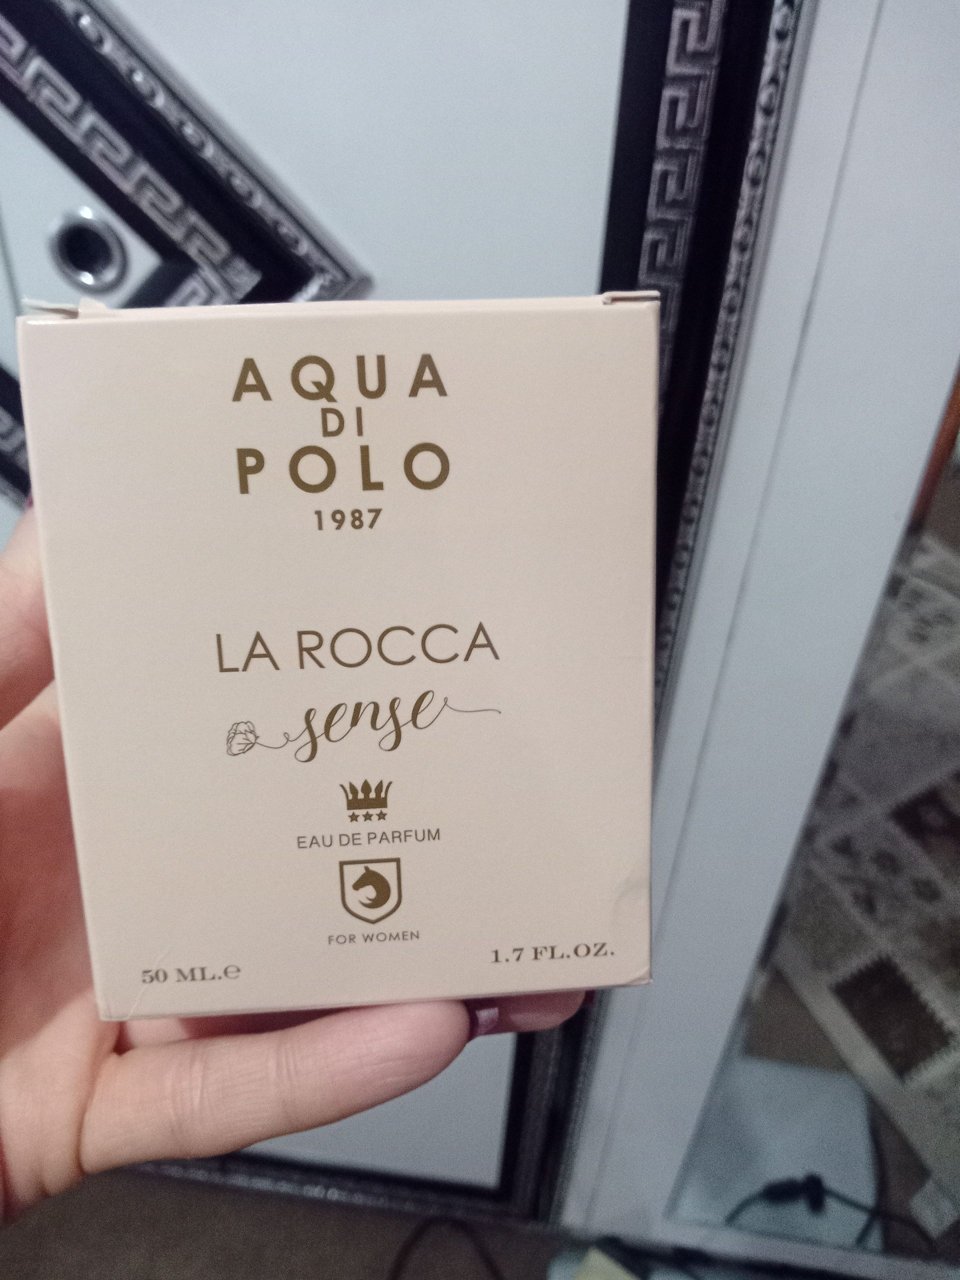 AQUA
DI
POLO
1987
LA ROCCA
sense
EAU DE PARFUM
FOR WOMEN
50 ML.℮
1.7 FL.OZ.